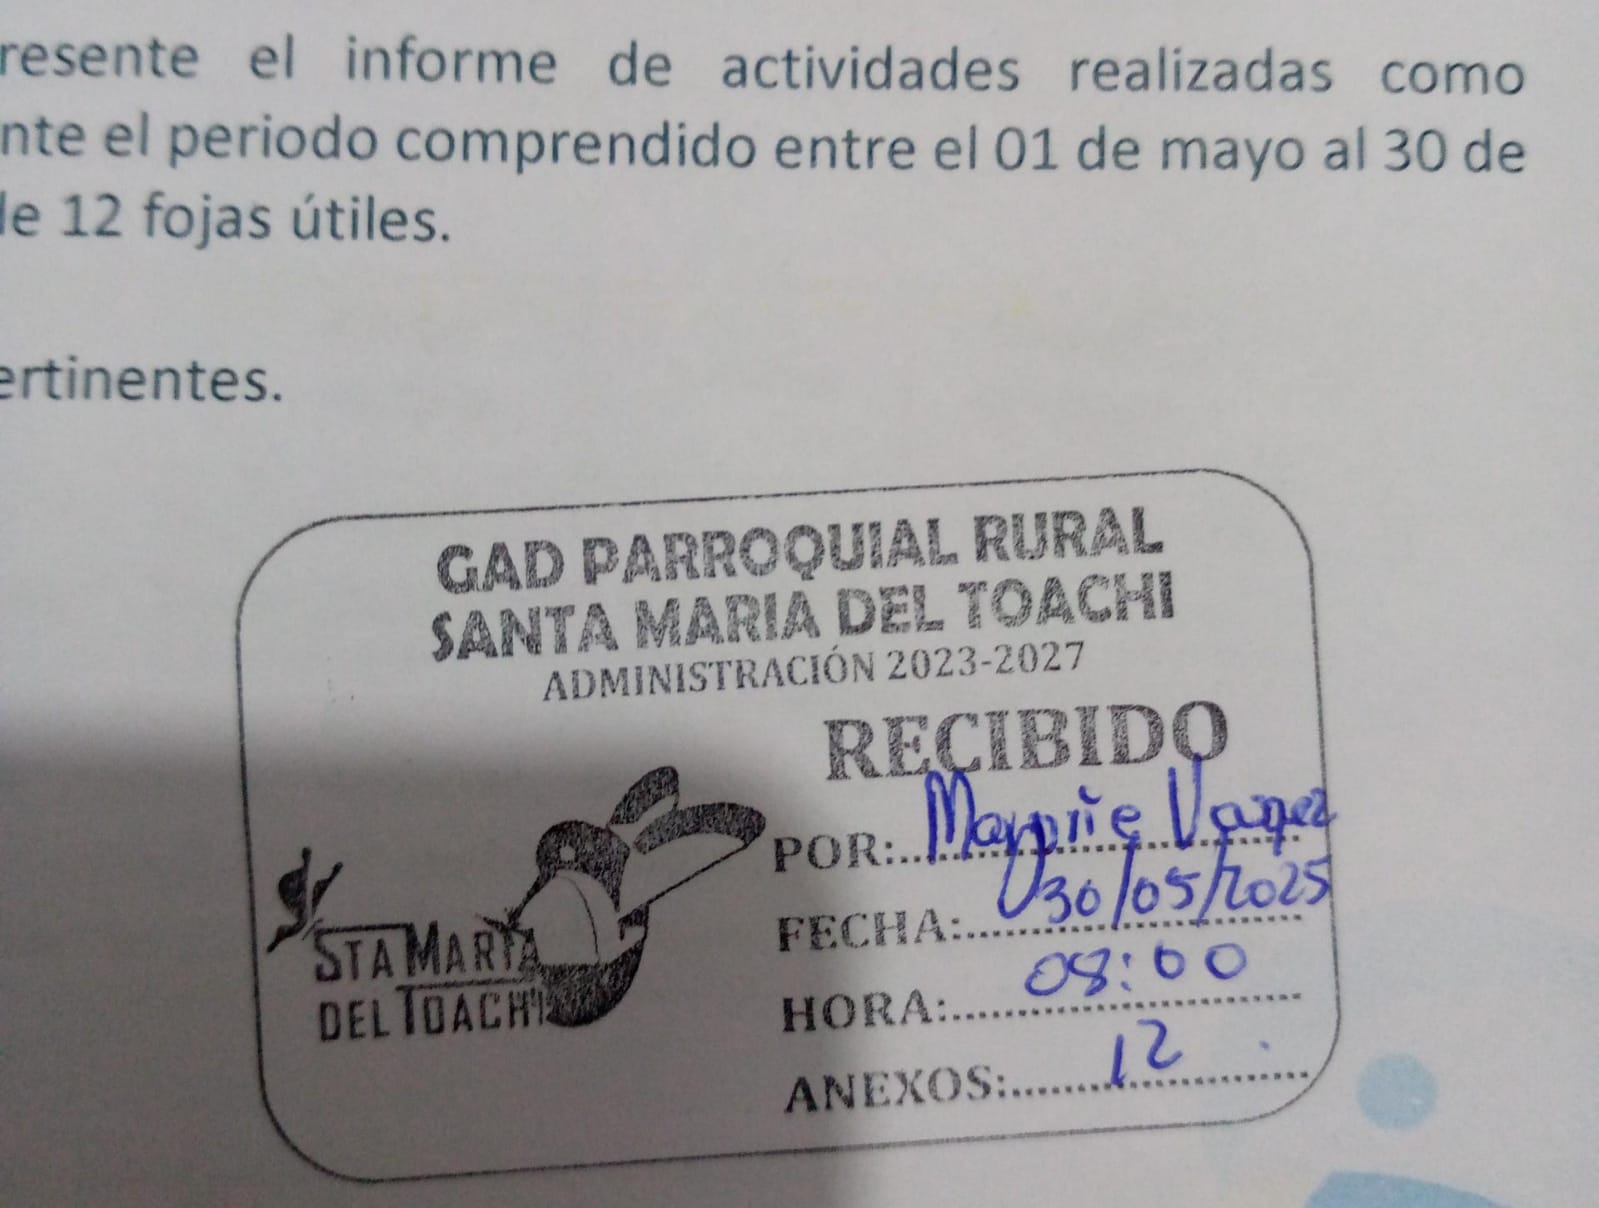 resente el informe de actividades realizadas como
nte el periodo comprendido entre el 01 de mayo al 30 de
de 12 fojas útiles.
ertinentes.
GAD PARROQUIAL RURAL
SANTA MARIA DEL TOACHI
ADMINISTRACIÓN 2023-2027
RECIBIDO
POR:
FECHA: 30/05/2025
HORA: 08:00
ANEXOS: 12
STA MARIA
DEL TOACHI